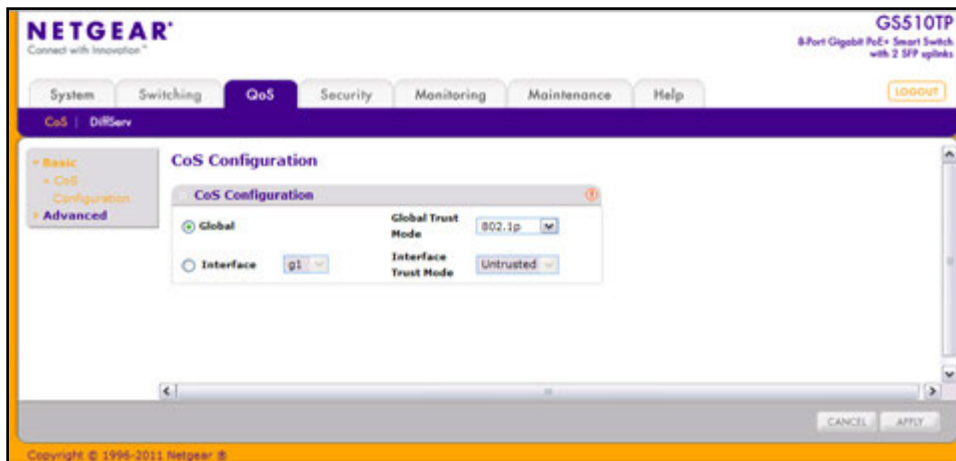 NETGEAR®
Connect with Innovation™
GS510TP
8-Port Gigabit PoE+ Smart Switch
with 2 SFP uplinks
System Switching QoS Security Monitoring Maintenance Help LOGOUT
CoS | DiffServ
Basic
CoS
Configuration
Advanced
CoS Configuration
CoS Configuration
Global Global Trust Mode 802.1p
Interface g1 Interface Trust Mode Untrusted
CANCEL APPLY
Copyright © 1996-2011 Netgear ®